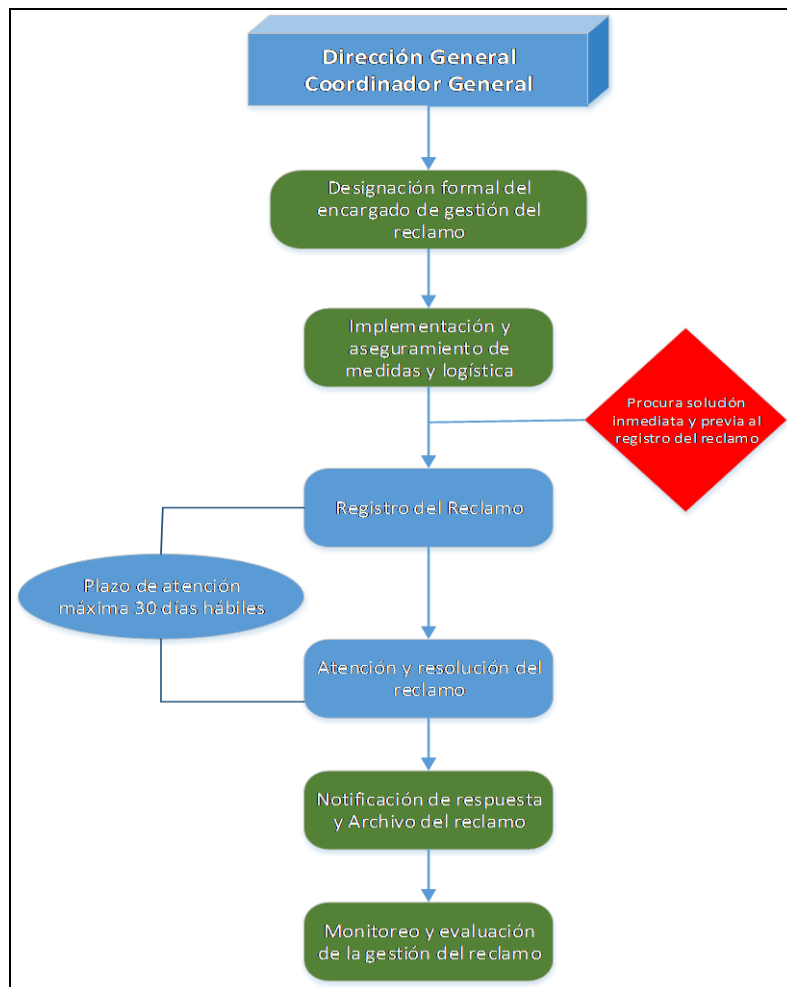 Dirección General
Coordinador General
Designación formal del
encargado de gestión del
reclamo
Implementación y
aseguramiento de
medidas y logística
Procura solución
inmediata y previa al
registro del reclamo
Registro del Reclamo
Plazo de atención
máxima 30 días hábiles
Atención y resolución del
reclamo
Notificación de respuesta
y Archivo del reclamo
Monitoreo y evaluación
de la gestión del reclamo